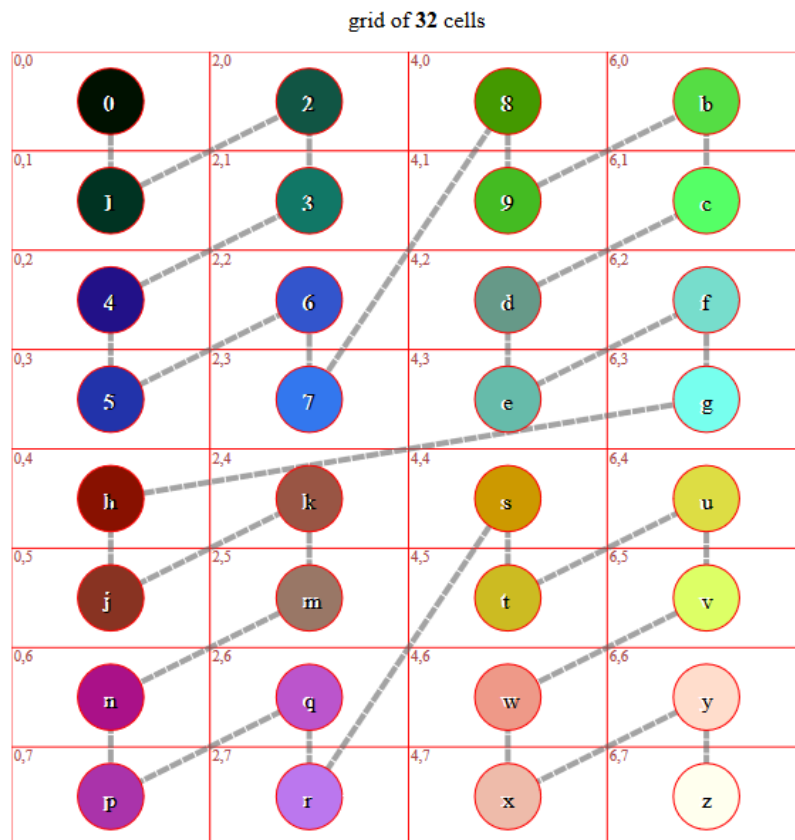 grid of 32 cells
0,0 2,0 4,0 6,0
0 2 8 b
0,1 2,1 4,1 6,1
1 3 9 c
0,2 2,2 4,2 6,2
4 6 d f
0,3 2,3 4,3 6,3
5 7 e g
0,4 2,4 4,4 6,4
h k s u
0,5 2,5 4,5 6,5
j m t v
0,6 2,6 4,6 6,6
n q w y
0,7 2,7 4,7 6,7
p r x z